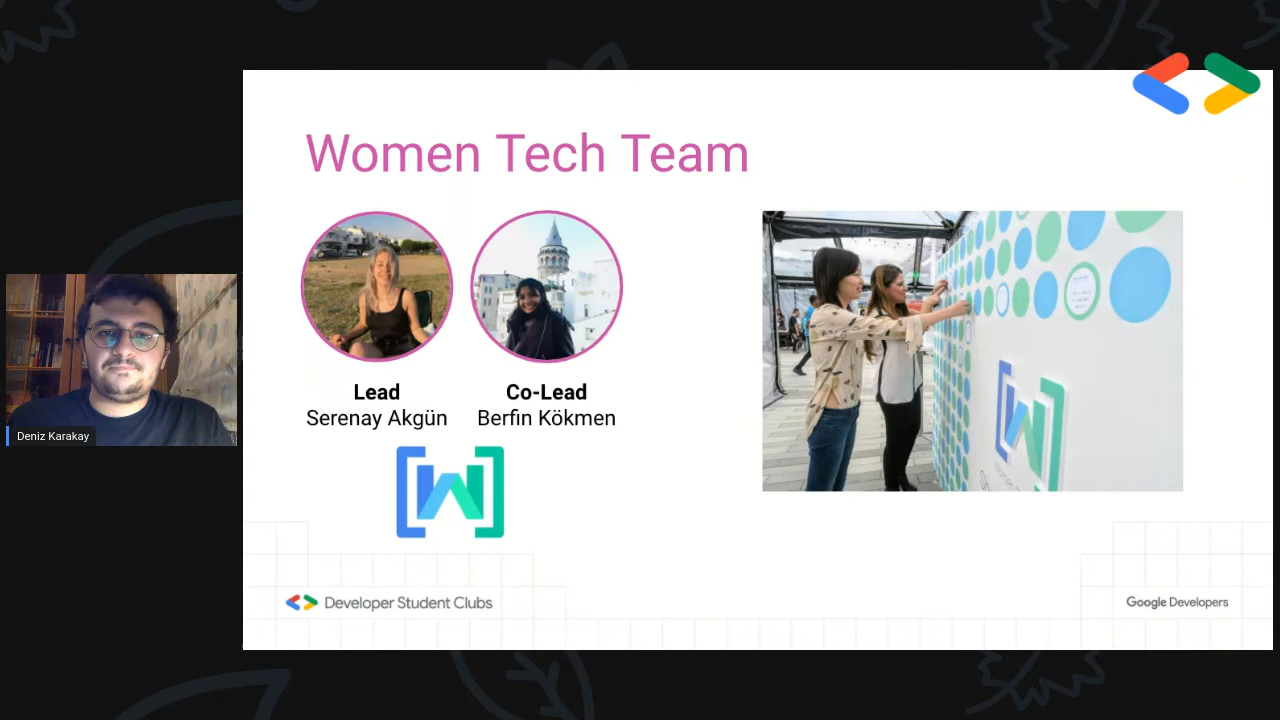 Women Tech Team
Lead
Serenay Akgün
Co-Lead
Berfin Kökmen
Deniz Karakay
Developer Student Clubs
Google Developers